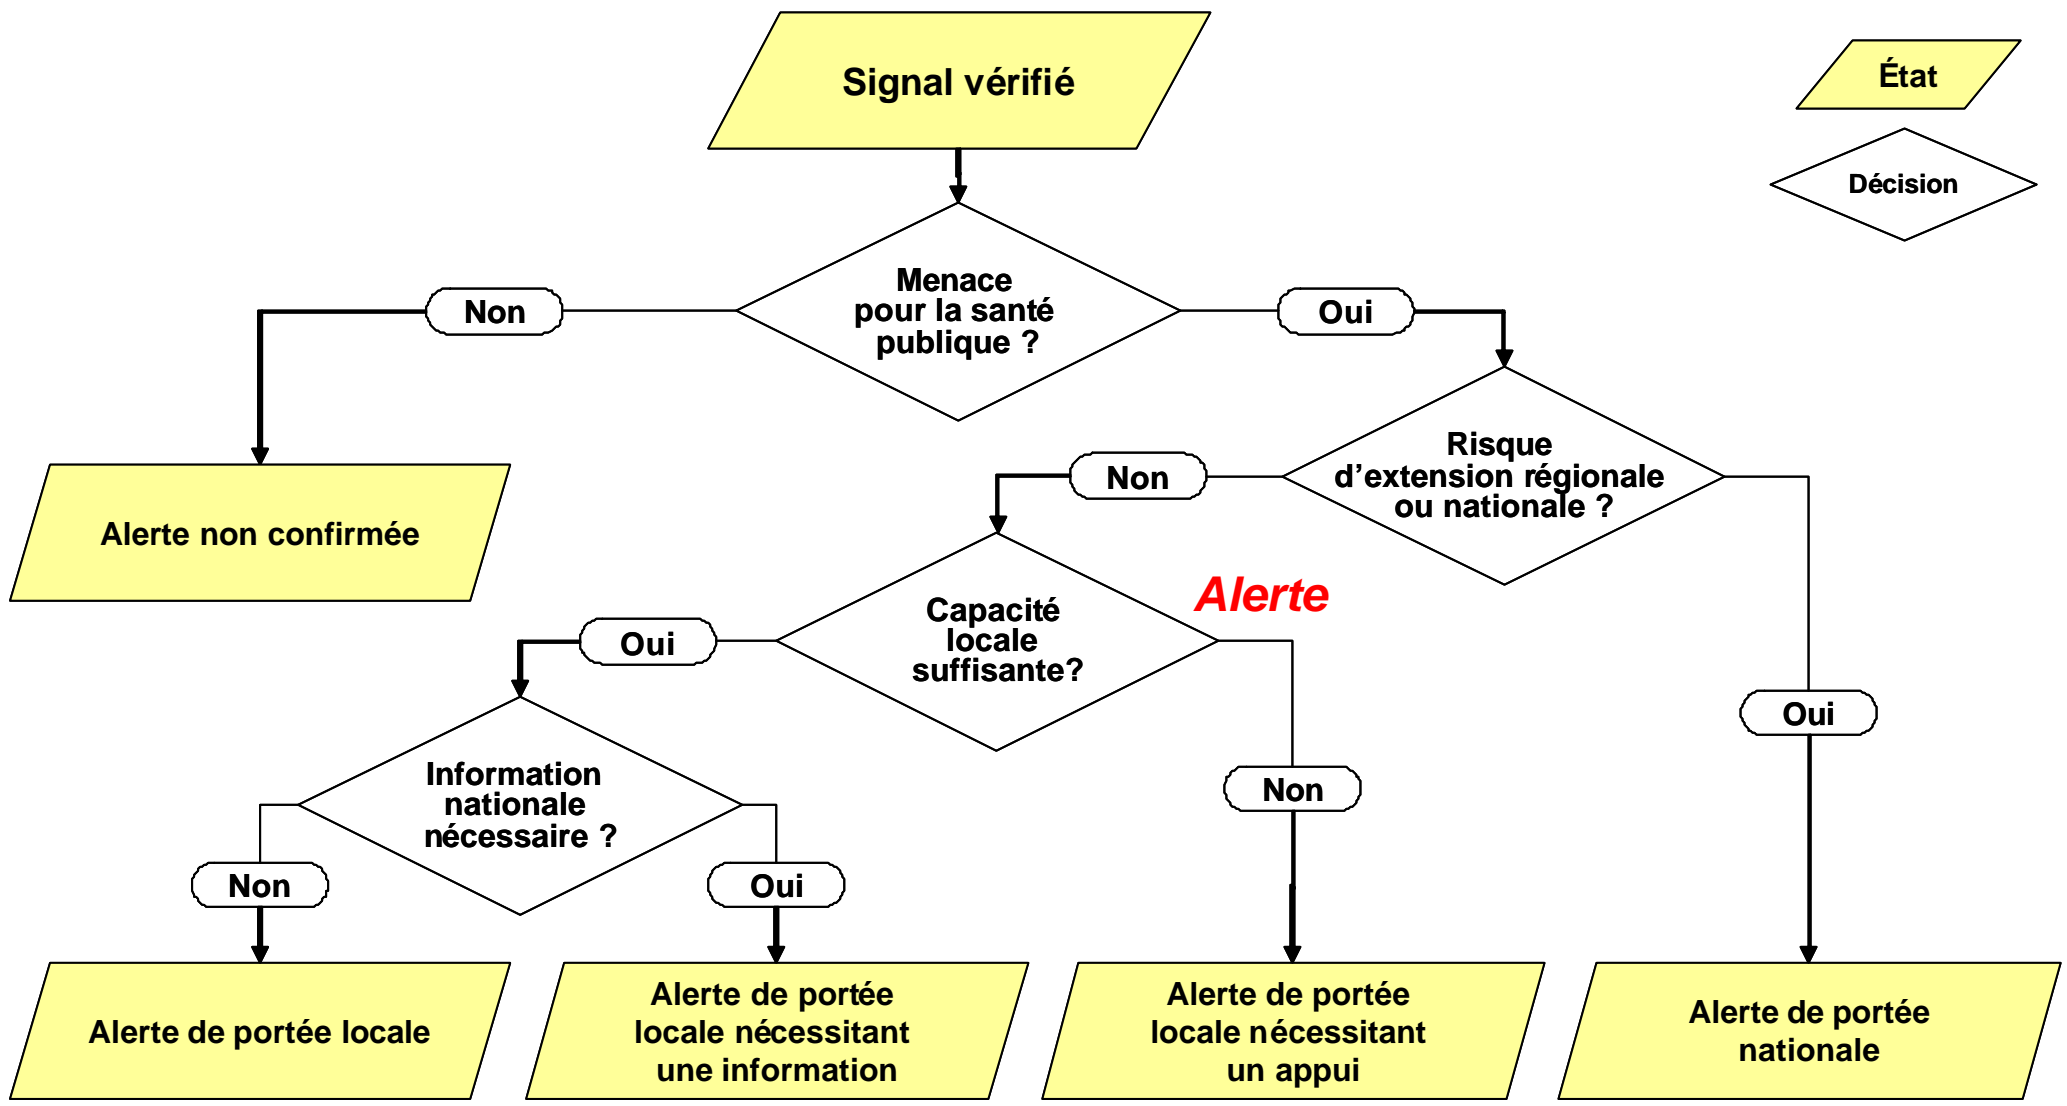 Signal vérifié
État
Décision
Menace
pour la santé
publique ?
Non
Oui
Risque
d’extension régionale
ou nationale ?
Non
Alerte non confirmée
Alerte
Capacité
locale
suffisante?
Oui
Oui
Information
nationale
nécessaire ?
Non
Non
Oui
Alerte de portée locale
Alerte de portée
locale nécessitant
une information
Alerte de portée
locale nécessitant
un appui
Alerte de portée
nationale